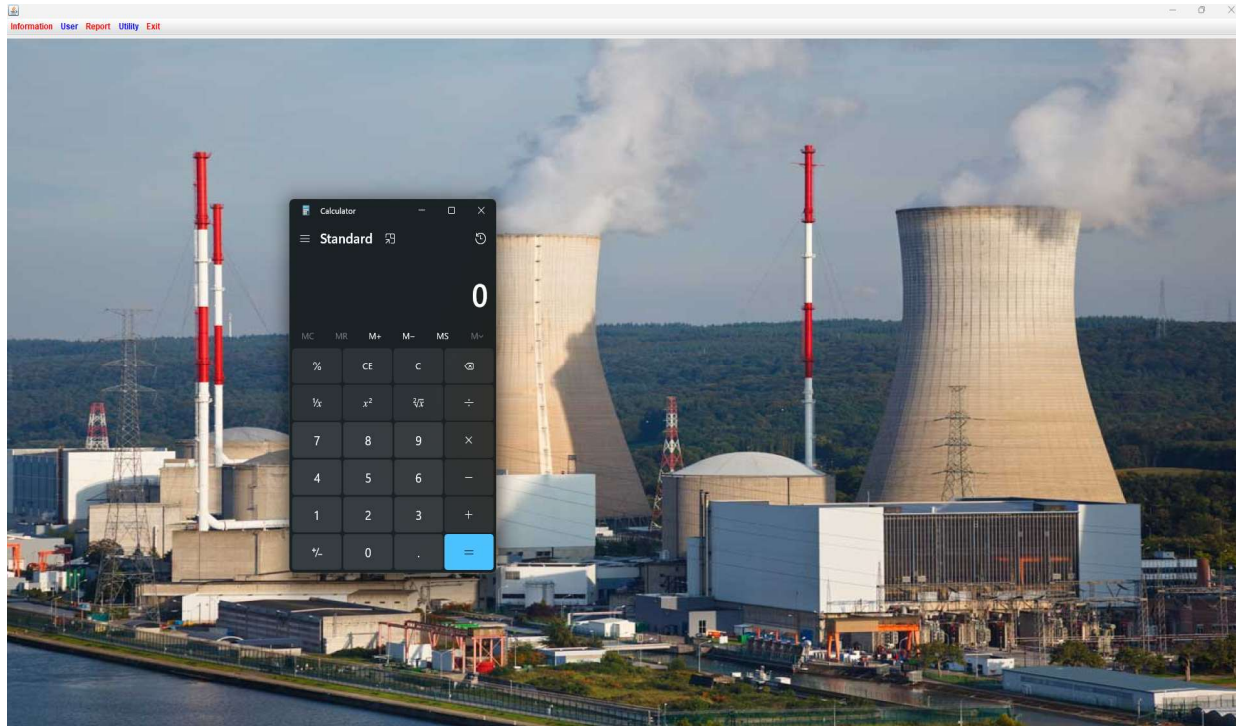 Information User Report Utility Exit
Calculator
Standard
0
MC MR M+ M− MS M˅
% CE C
¹⁄x x² ²√x ÷
7 8 9 ×
4 5 6 −
1 2 3 +
⁺⁄₋ 0 . =